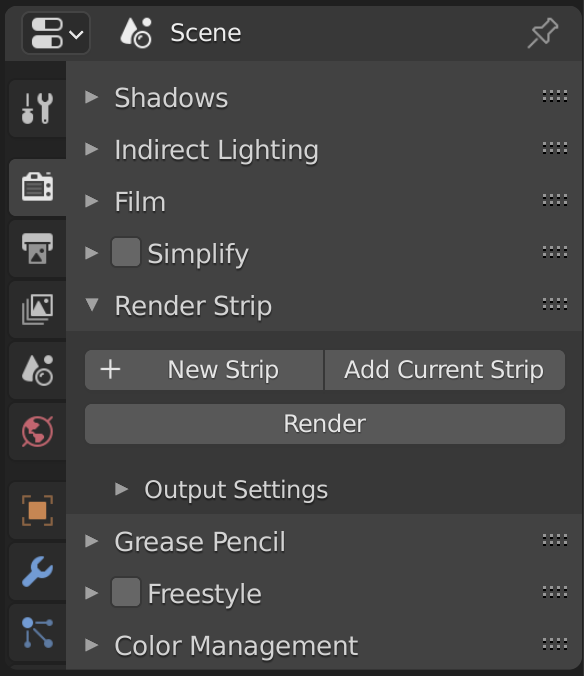 Scene
Shadows
Indirect Lighting
Film
Simplify
Render Strip
New Strip Add Current Strip
Render
Output Settings
Grease Pencil
Freestyle
Color Management